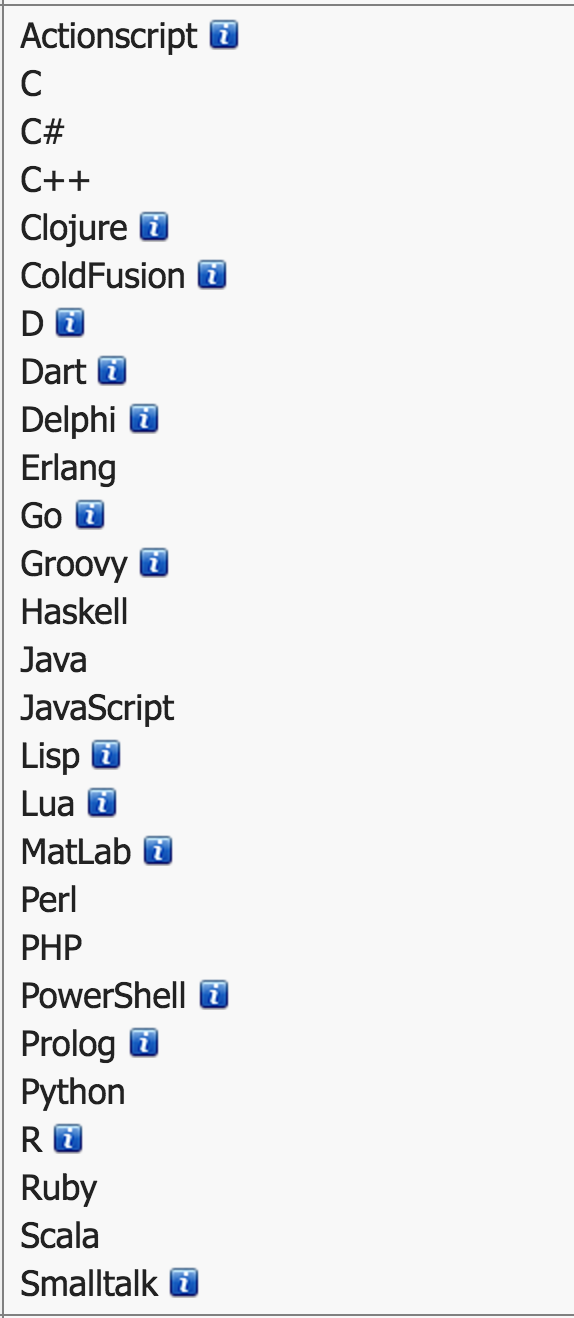 Actionscript
C
C#
C++
Clojure
ColdFusion
D
Dart
Delphi
Erlang
Go
Groovy
Haskell
Java
JavaScript
Lisp
Lua
MatLab
Perl
PHP
PowerShell
Prolog
Python
R
Ruby
Scala
Smalltalk